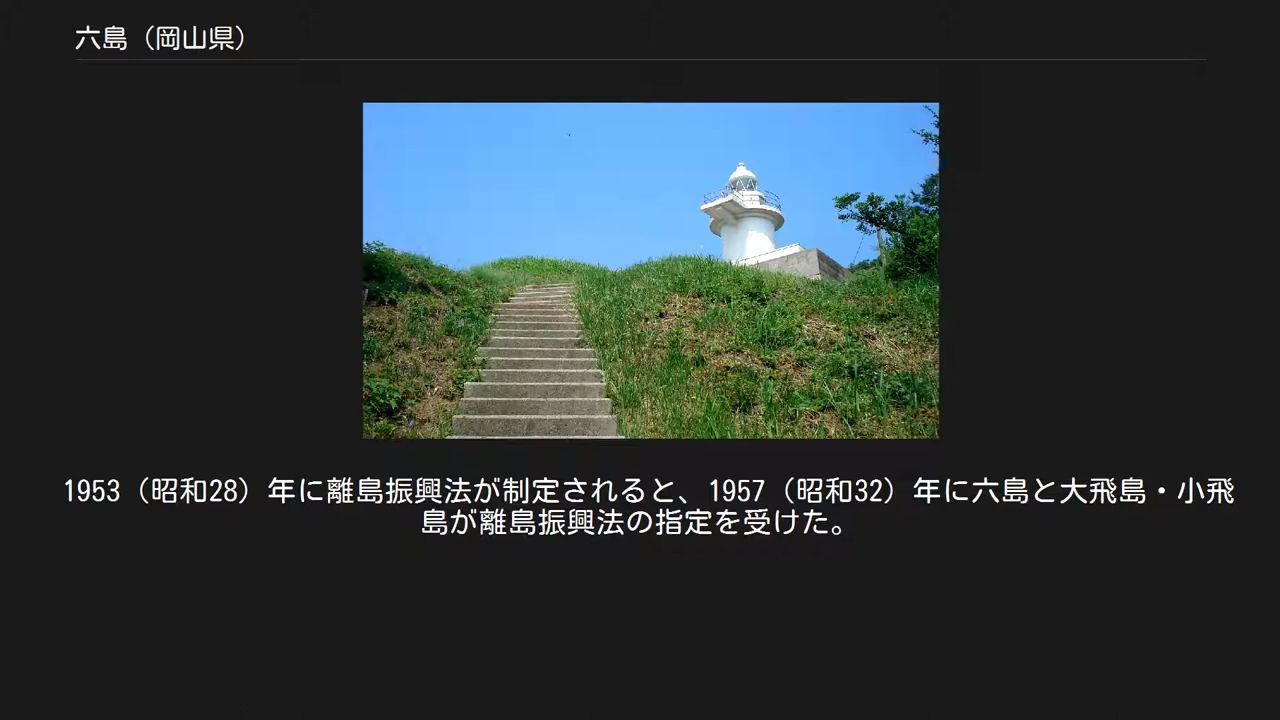 六島（岡山県）
1953（昭和28）年に離島振興法が制定されると、1957（昭和32）年に六島と大飛島・小飛
島が離島振興法の指定を受けた。